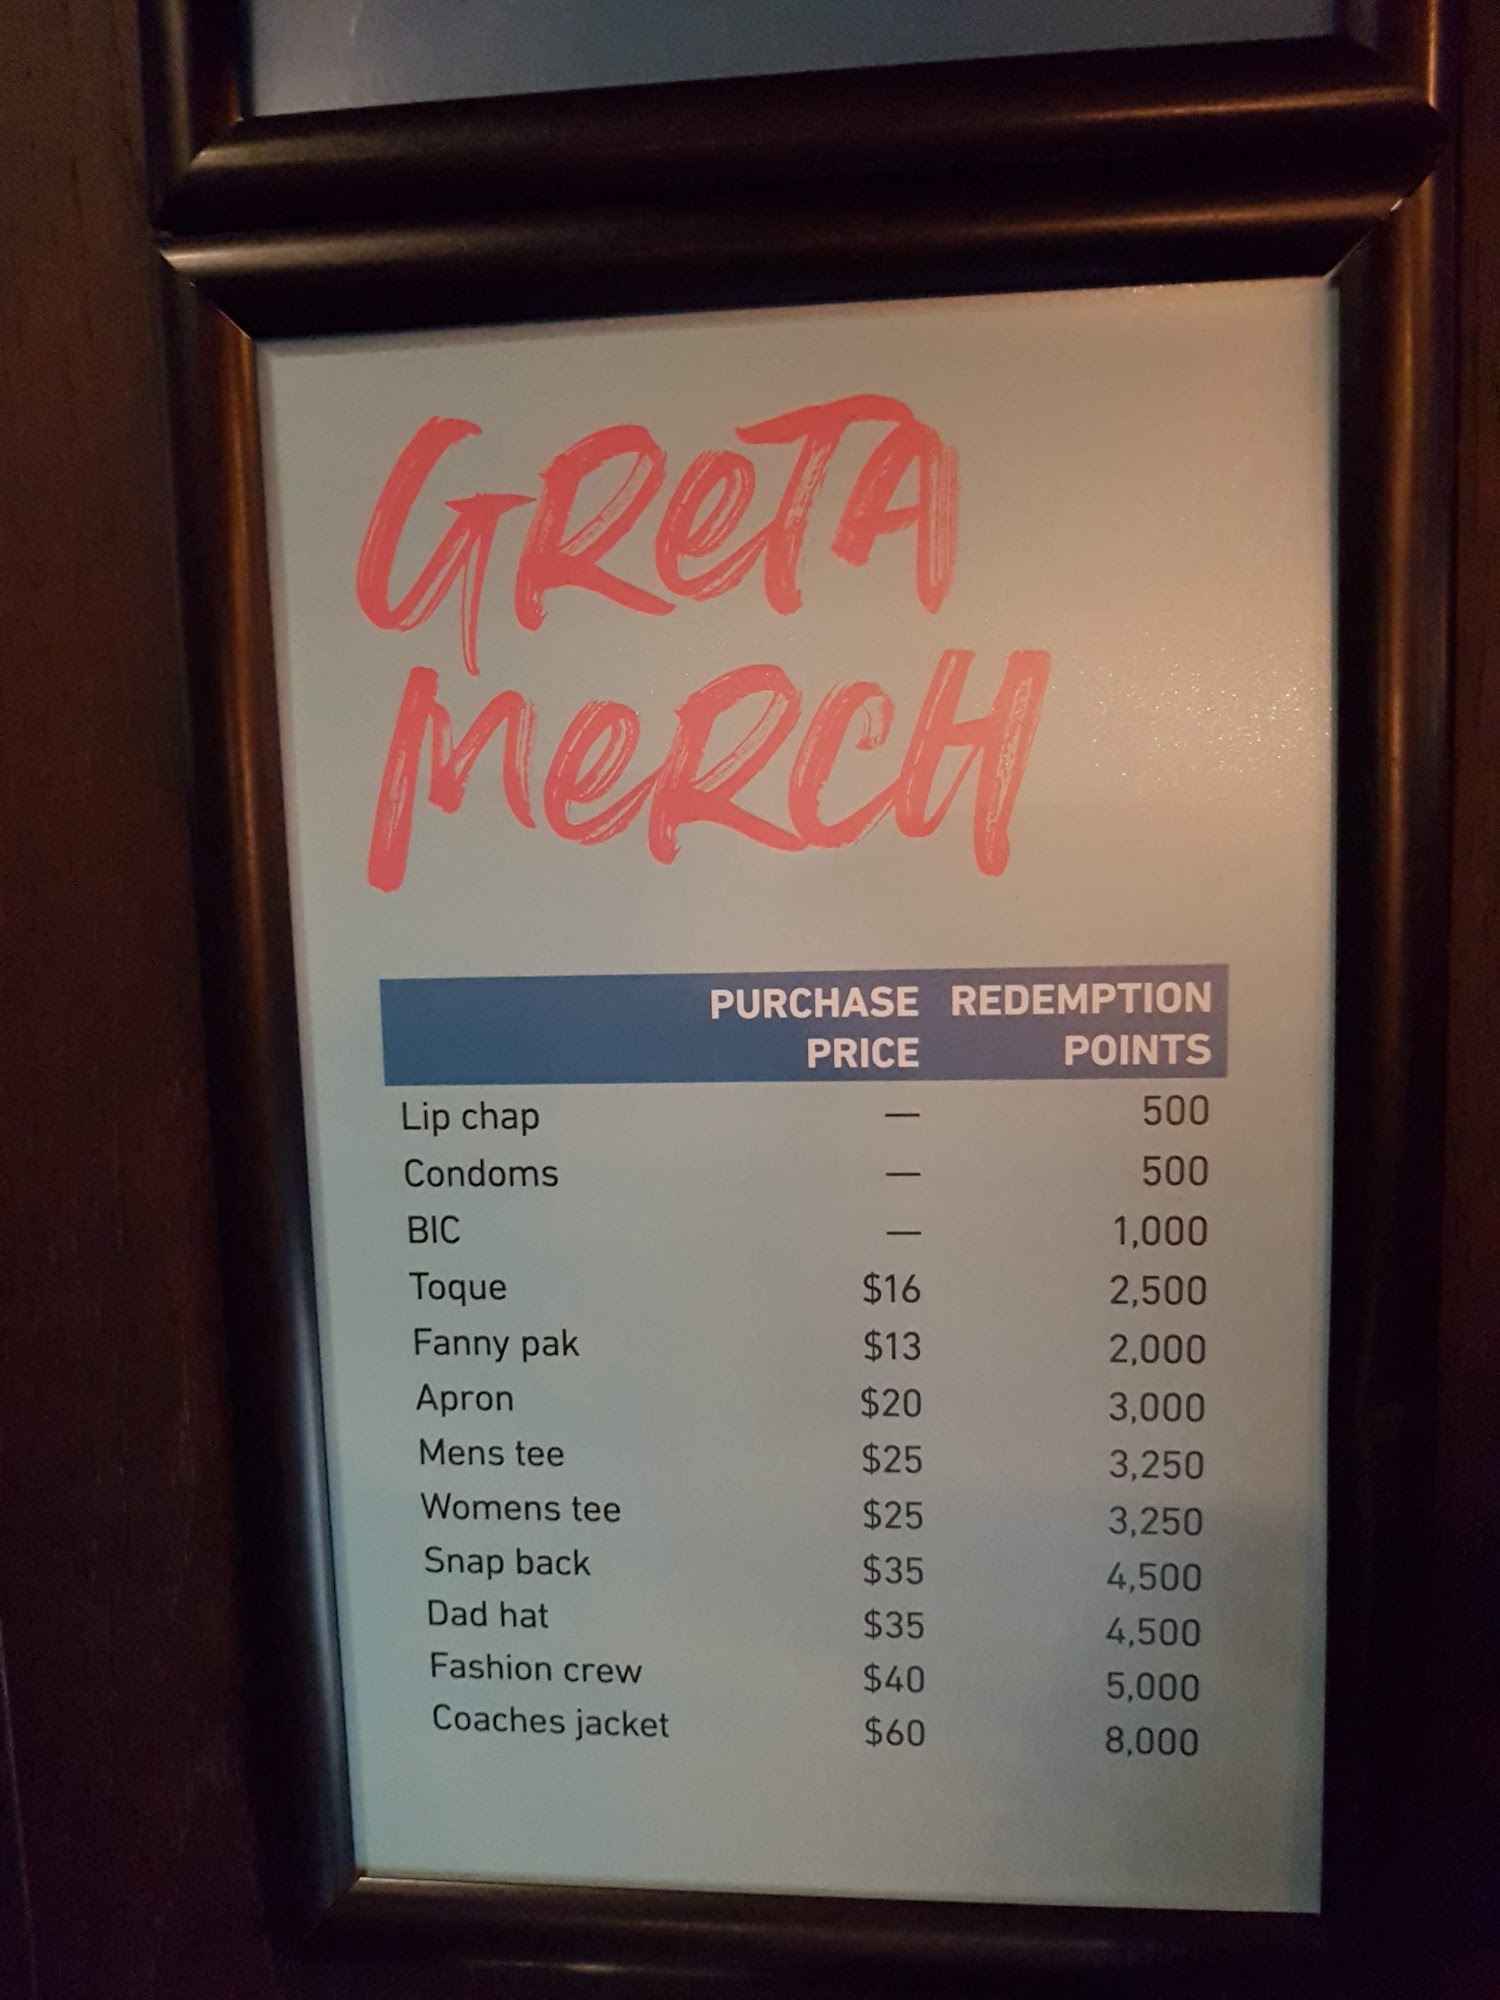 GReTA
MeRCH
PURCHASE REDEMPTION
PRICE POINTS
Lip chap — 500
Condoms — 500
BIC — 1,000
Toque $16 2,500
Fanny pak $13 2,000
Apron $20 3,000
Mens tee $25 3,250
Womens tee $25 3,250
Snap back $35 4,500
Dad hat $35 4,500
Fashion crew $40 5,000
Coaches jacket $60 8,000